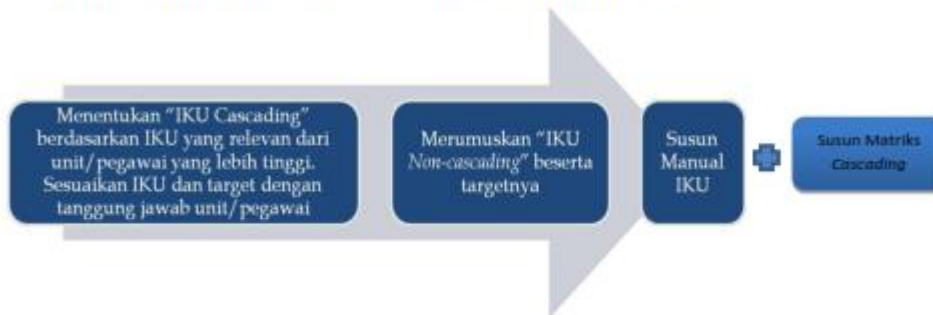 Menentukan “IKU Cascading”
berdasarkan IKU yang relevan dari
unit/pegawai yang lebih tinggi.
Sesuaikan IKU dan target dengan
tanggung jawab unit/pegawai
Merumuskan “IKU
Non-cascading” beserta
targetnya
Susun
Manual
IKU
Susun Matriks
Cascading